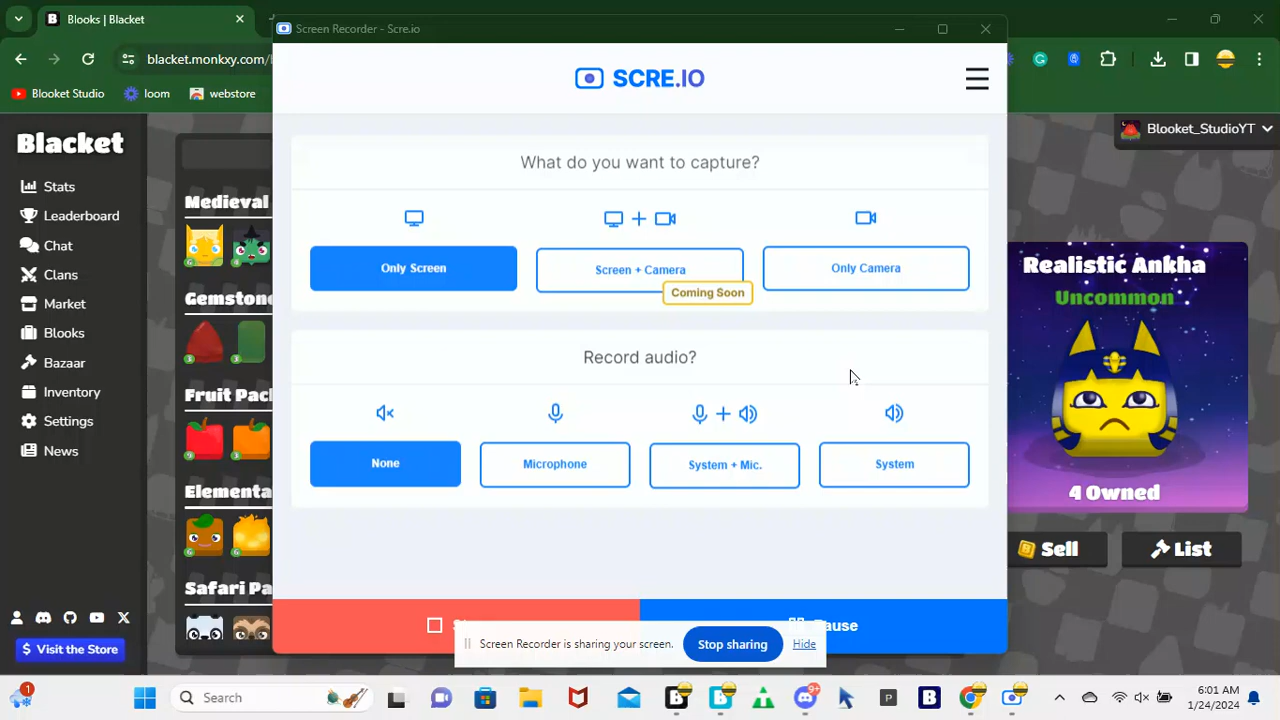 Blooks | Blacket
Screen Recorder - Scre.io
blacket.monkxy.com/
Blooket Studio
loom
webstore
SCRE.IO
Blooket_StudioYT
Blacket
Stats
Leaderboard
Chat
Clans
Market
Blooks
Bazaar
Inventory
Settings
News
$ Visit the Store
Medieval
Gemstone
Fruit Pac
Elementa
Safari Pa
What do you want to capture?
Only Screen
Screen + Camera
Only Camera
Coming Soon
Record audio?
None
Microphone
System + Mic.
System
Realistic Ankha
Uncommon
4 Owned
Sell
List
Screen Recorder is sharing your screen.
Stop sharing
Hide
1
Search
9+
6:01 AM
1/24/2024